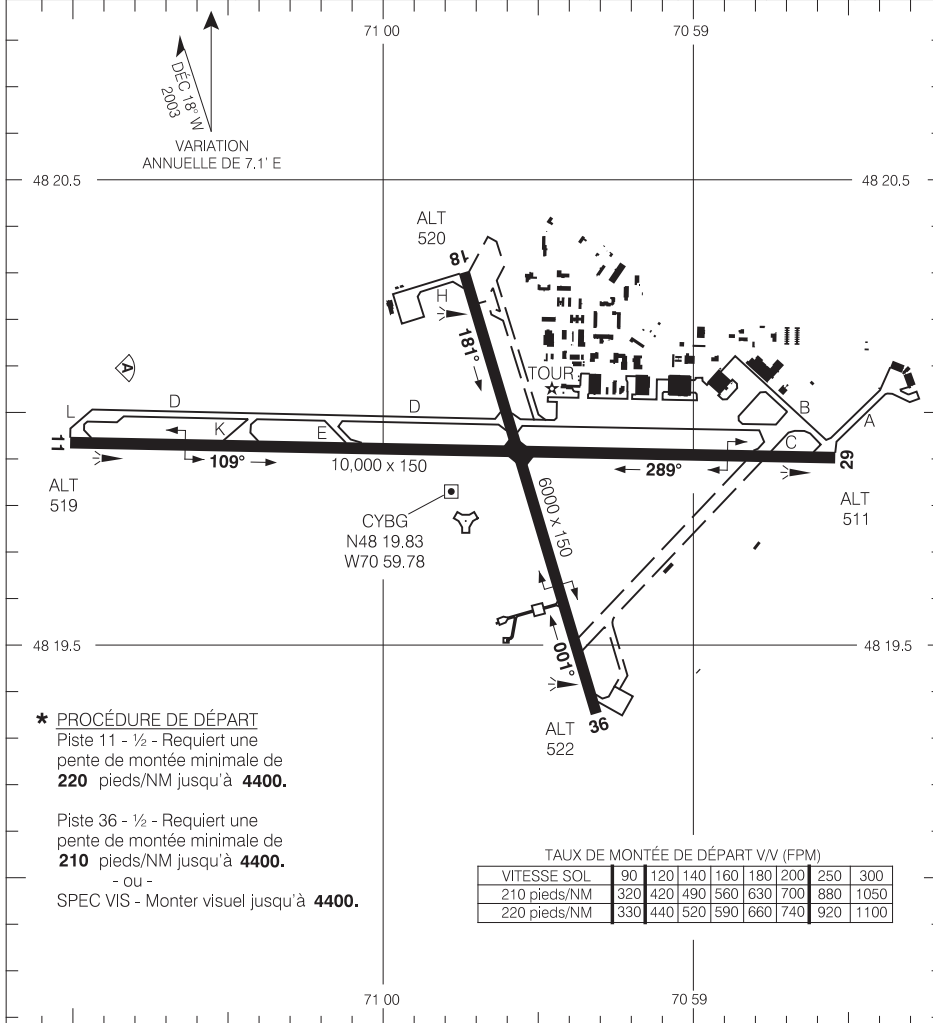 71 00
70 59
DÉC 18° W
2003
VARIATION
ANNUELLE DE 7.1' E
48 20.5
48 20.5
ALT
520
18
H
181°
TOUR
A
D
D
L
K
E
B
A
C
11
109°
10,000 x 150
289°
29
ALT
519
ALT
511
6000 x 150
CYBG
N48 19.83
W70 59.78
48 19.5
48 19.5
001°
36
ALT
522
* PROCÉDURE DE DÉPART
Piste 11 - ½ - Requiert une
pente de montée minimale de
220 pieds/NM jusqu'à 4400.
Piste 36 - ½ - Requiert une
pente de montée minimale de
210 pieds/NM jusqu'à 4400.
- ou -
SPEC VIS - Monter visuel jusqu'à 4400.
TAUX DE MONTÉE DE DÉPART V/V (FPM)
VITESSE SOL 90 120 140 160 180 200 250 300
210 pieds/NM 320 420 490 560 630 700 880 1050
220 pieds/NM 330 440 520 590 660 740 920 1100
71 00
70 59